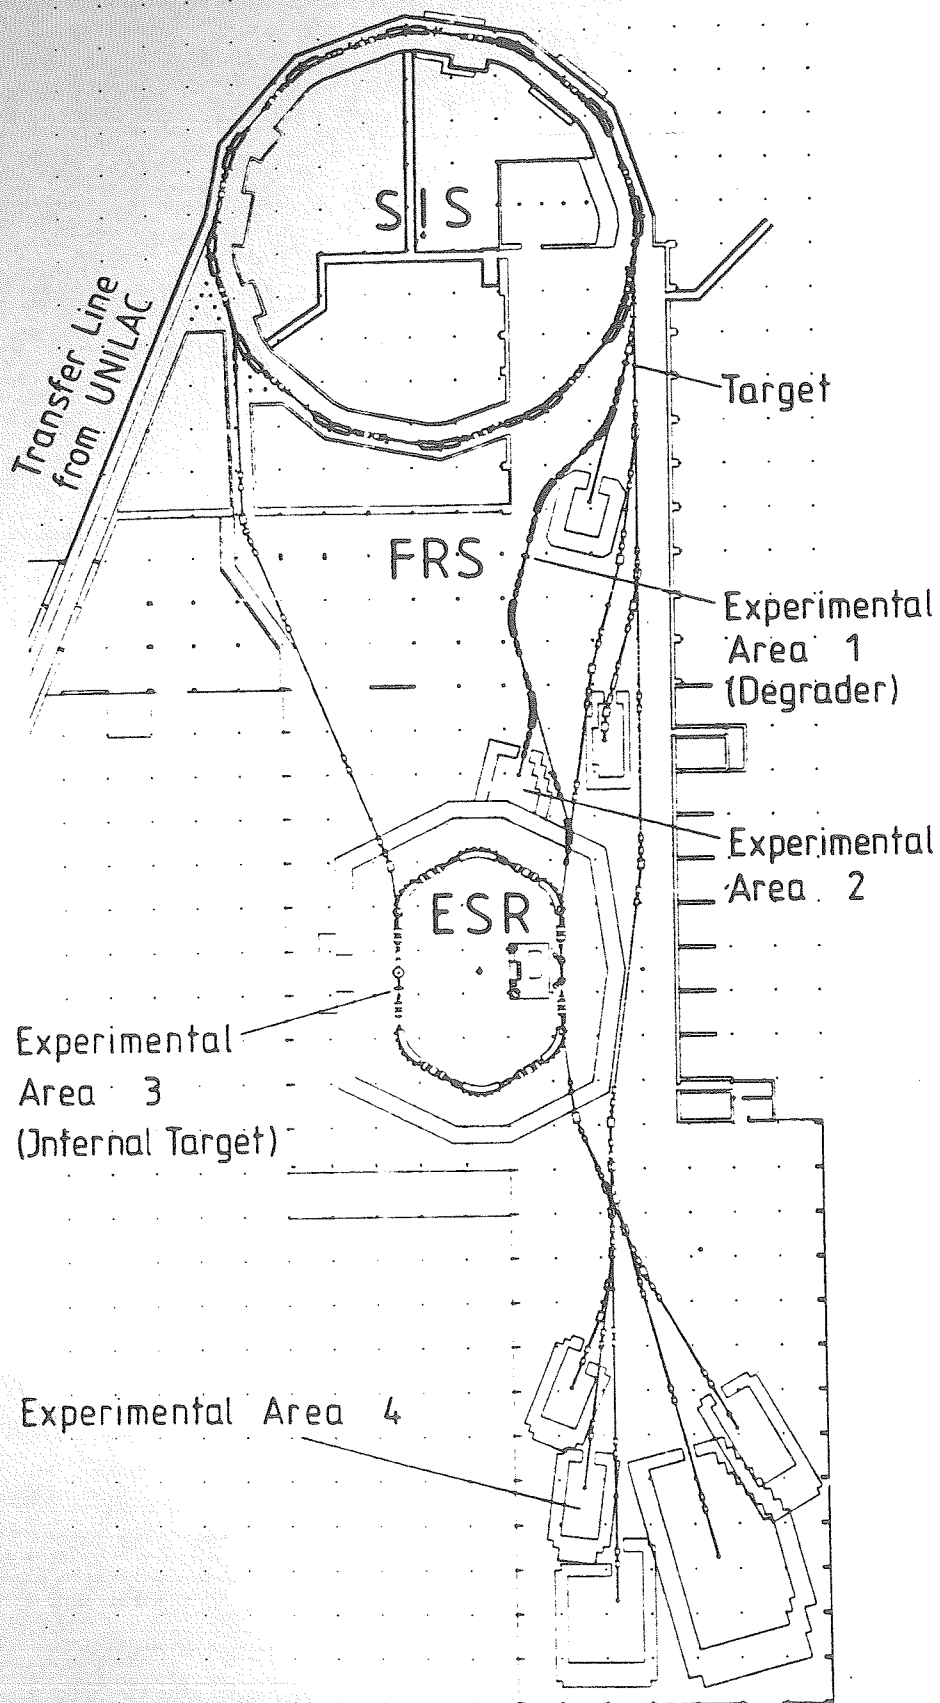 SIS
Transfer Line
from UNILAC
Target
FRS
Experimental
Area 1
(Degrader)
Experimental
Area 2
ESR
Experimental
Area 3
(Internal Target)
Experimental Area 4